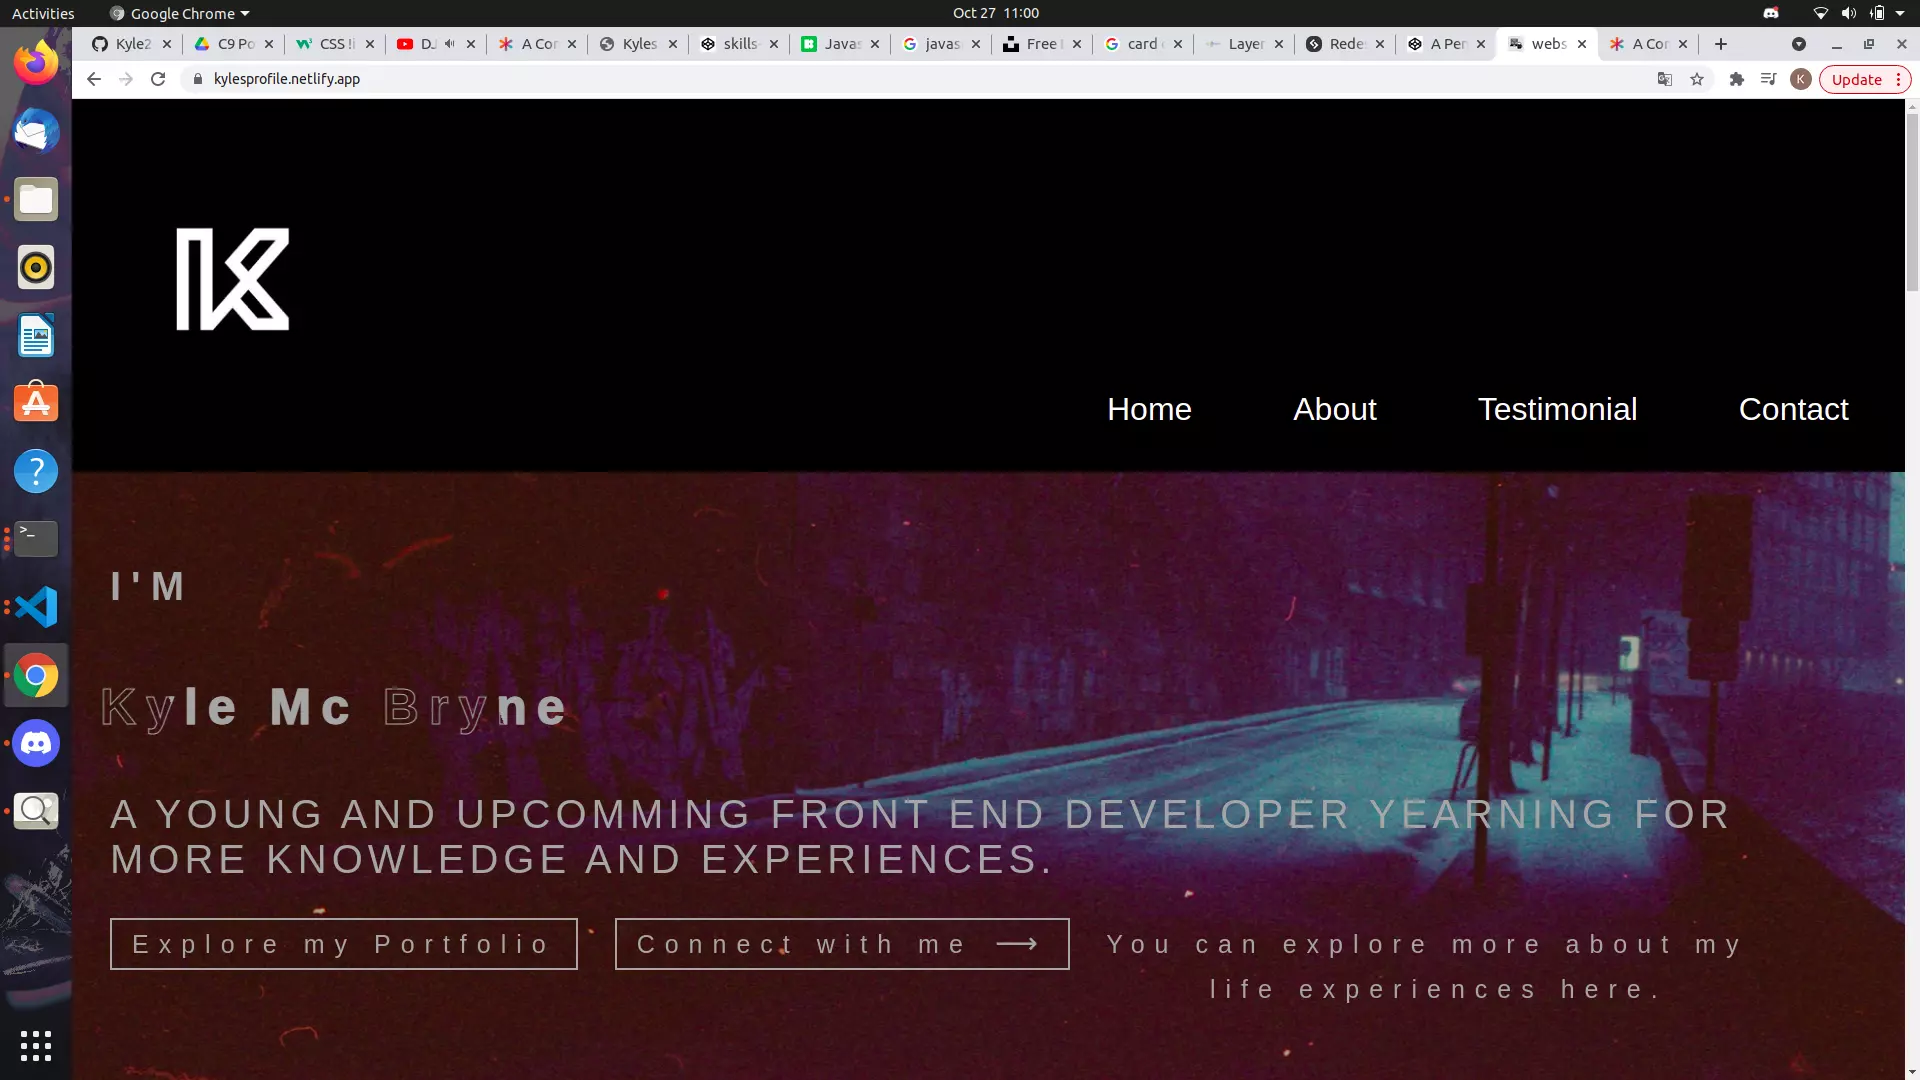 Activities
Google Chrome
Oct 27 11:00
Kyle2
C9 Po
CSS !i
DJ
A Cor
Kyles
skills-
Javas
javas
Free
card
Layer
Rede
A Pen
webs
A Cor
kylesprofile.netlify.app
K
Update
K
Home
About
Testimonial
Contact
I'M
Kyle Mc Bryne
A YOUNG AND UPCOMMING FRONT END DEVELOPER YEARNING FOR
MORE KNOWLEDGE AND EXPERIENCES.
Explore my Portfolio
Connect with me ⟶
You can explore more about my
life experiences here.